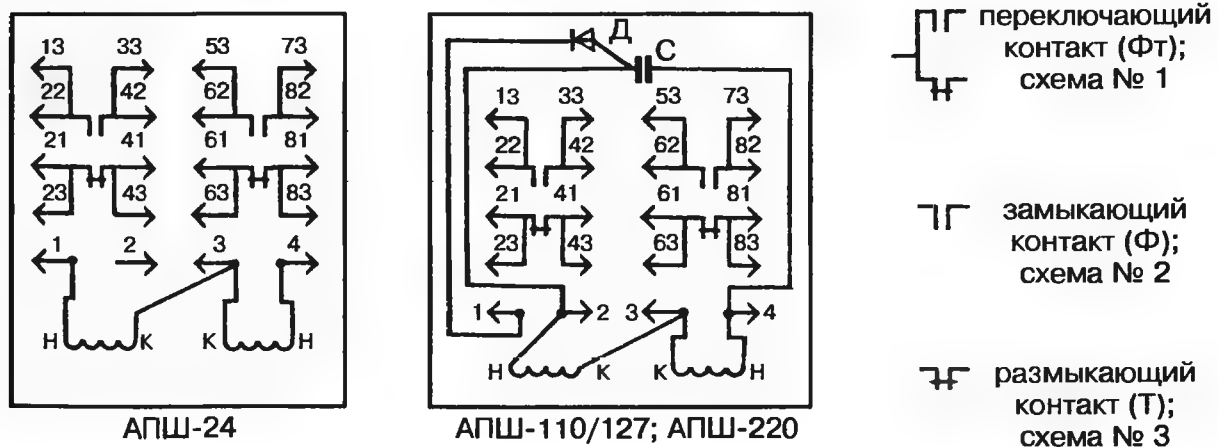 13 33 53 73
22 42 62 82
21 41 61 81
23 43 63 83
1 2 3 4
Н К К Н
АПШ-24
Д
С
13 33 53 73
22 42 62 82
21 41 61 81
23 43 63 83
1 2 3 4
Н К К Н
АПШ-110/127; АПШ-220
переключающий
контакт (Фт);
схема № 1
замыкающий
контакт (Ф);
схема № 2
размыкающий
контакт (Т);
схема № 3